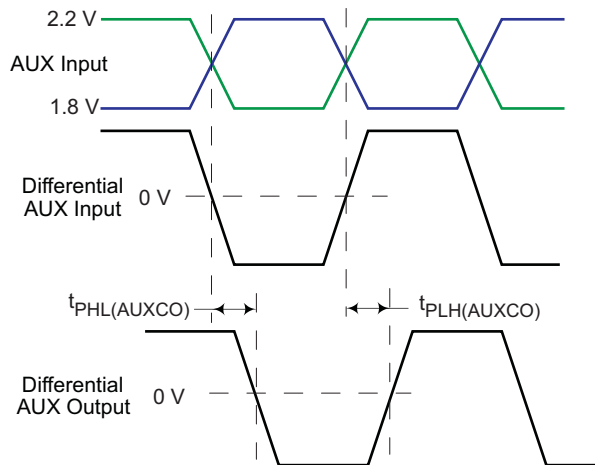 2.2 V
AUX Input
1.8 V
Differential
AUX Input
0 V
tPHL(AUXCO)
tPLH(AUXCO)
Differential
AUX Output
0 V